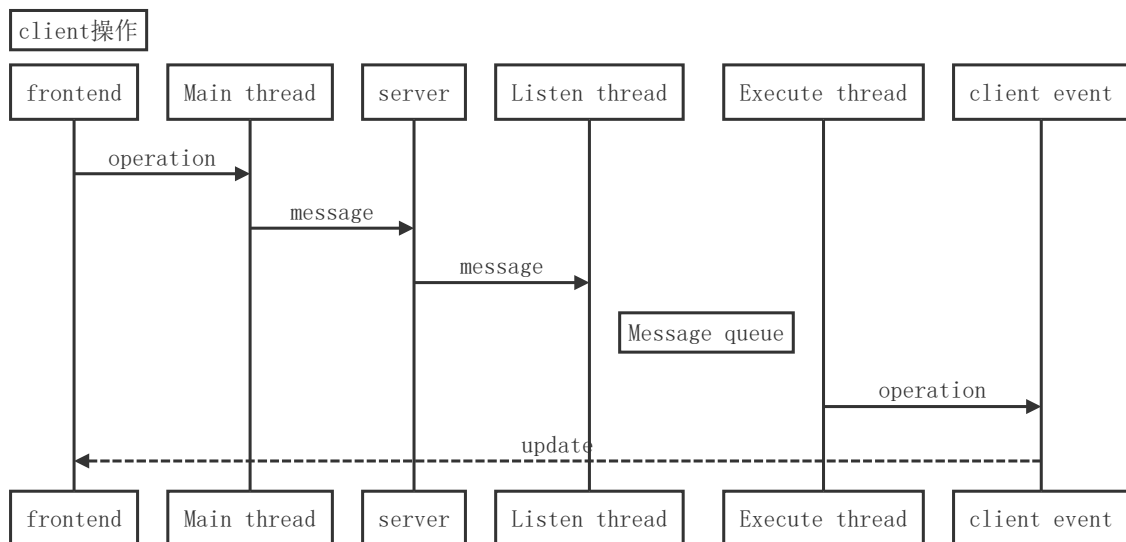 client操作
frontend Main thread server Listen thread Execute thread client event
operation
message
message
Message queue
operation
update
frontend Main thread server Listen thread Execute thread client event